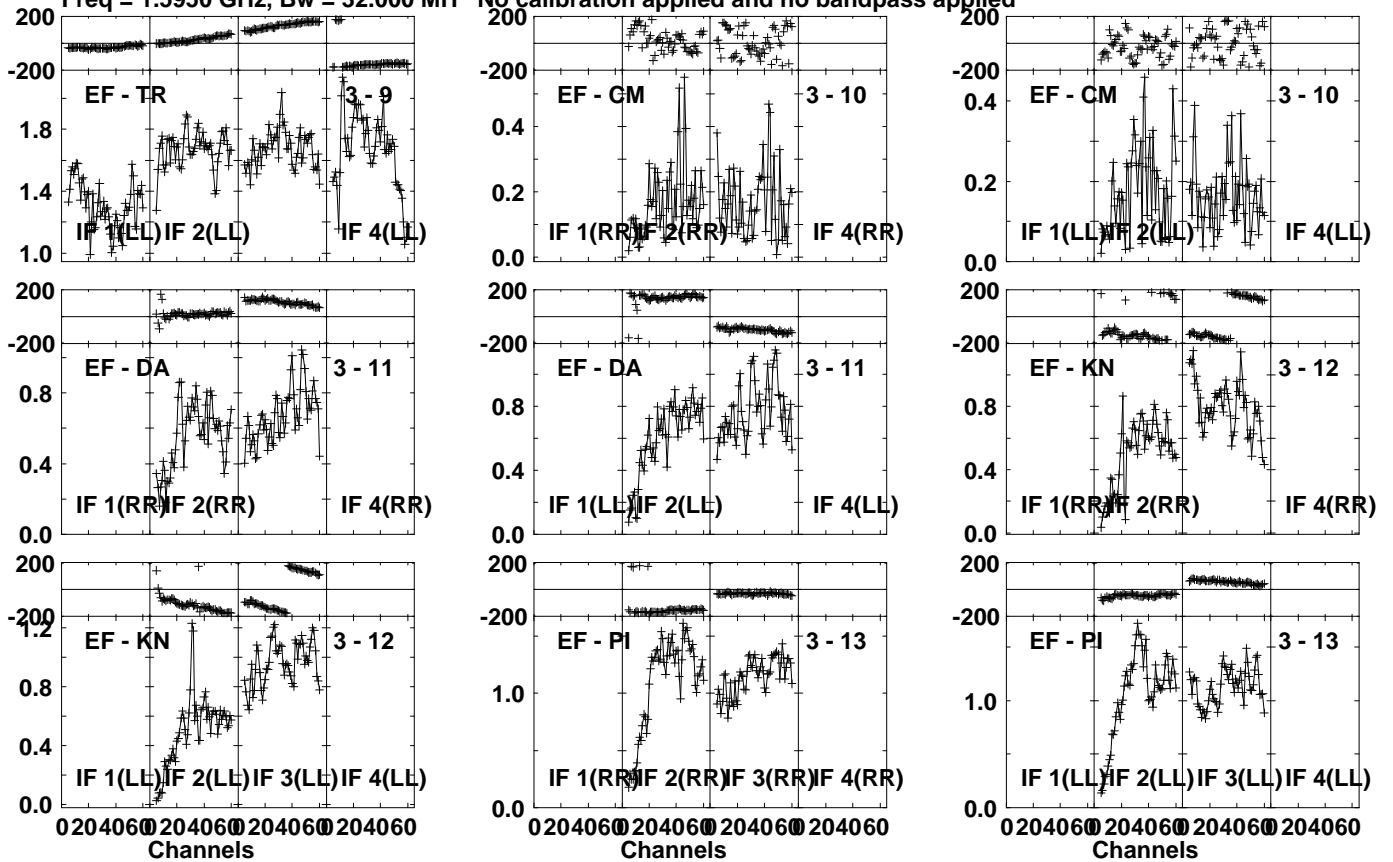 Freq = 1.5950 GHz, Bw = 32.000 MH No calibration applied and no bandpass applied
200
-200
EF - TR 3 - 9
1.8
1.4
1.0
IF 1(LL) IF 2(LL) IF 4(LL)
200
-200
EF - CM 3 - 10
0.4
0.2
0.0
IF 1(RR) IF 2(RR) IF 4(RR)
200
-200
EF - CM 3 - 10
0.4
0.2
0.0
IF 1(LL) IF 2(LL) IF 4(LL)
200
-200
EF - DA 3 - 11
0.8
0.4
0.0
IF 1(RR) IF 2(RR) IF 4(RR)
200
-200
EF - DA 3 - 11
0.8
0.4
0.0
IF 1(LL) IF 2(LL) IF 4(LL)
200
-200
EF - KN 3 - 12
0.8
0.4
0.0
IF 1(RR) IF 2(RR) IF 4(RR)
200
-200
1.2
EF - KN 3 - 12
0.8
0.4
0.0
IF 1(LL) IF 2(LL) IF 3(LL) IF 4(LL)
0 20 40 60 0 20 40 60 0 20 40 60 0 20 40 60
Channels
200
-200
EF - PI 3 - 13
1.0
0.0
IF 1(RR) IF 2(RR) IF 3(RR) IF 4(RR)
0 20 40 60 0 20 40 60 0 20 40 60 0 20 40 60
Channels
200
-200
EF - PI 3 - 13
1.0
0.0
IF 1(LL) IF 2(LL) IF 3(LL) IF 4(LL)
0 20 40 60 0 20 40 60 0 20 40 60 0 20 40 60
Channels